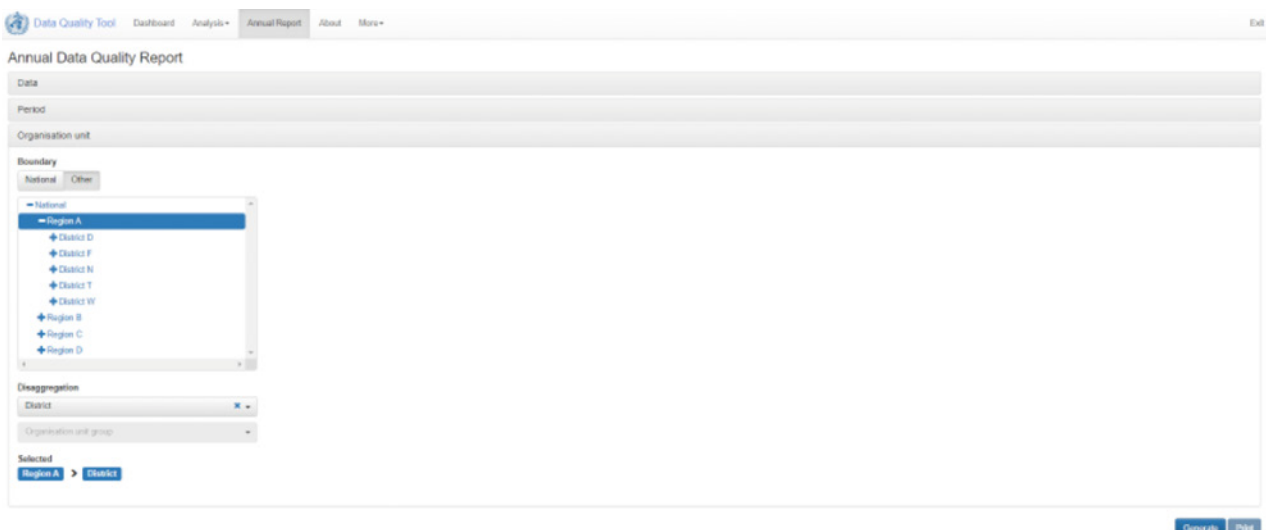 Data Quality Tool Dashboard Analysis Annual Report About More Exit
Annual Data Quality Report
Data
Period
Organisation unit
Boundary
National Other
National
Region A
District D
District F
District N
District T
District W
Region B
Region C
Region D
Disaggregation
District
Organisation unit group
Selected
Region A > District
Generate Print